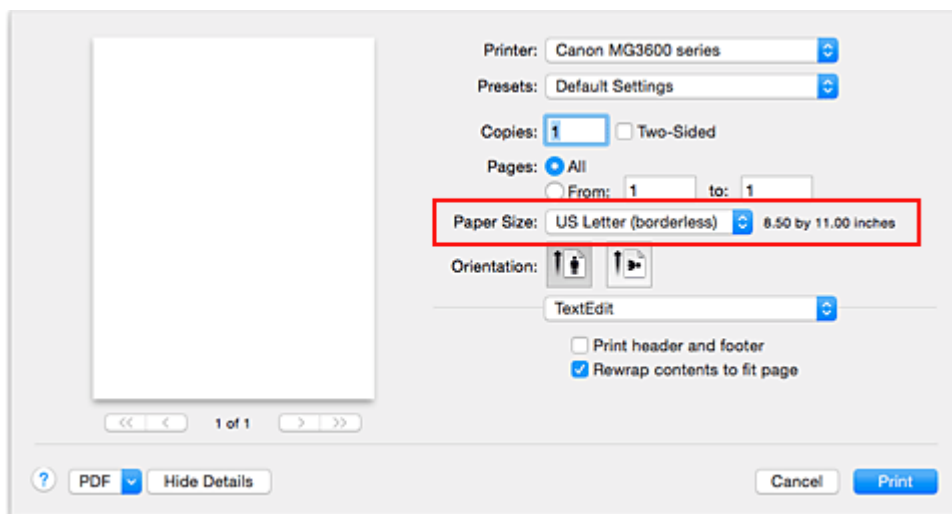 Printer: Canon MG3600 series
Presets: Default Settings
Copies: 1 Two-Sided
Pages: All
From: 1 to: 1
Paper Size: US Letter (borderless) 8.50 by 11.00 inches
Orientation:
TextEdit
Print header and footer
Rewrap contents to fit page
<< < 1 of 1 > >>
? PDF Hide Details Cancel Print